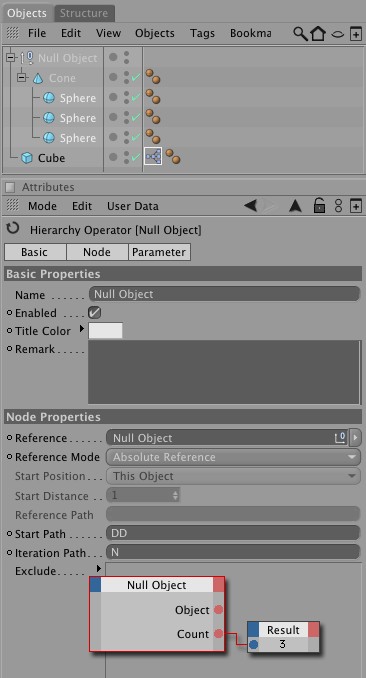 Objects Structure
File Edit View Objects Tags Bookma
Null Object
Cone
Sphere
Sphere
Sphere
Cube
Attributes
Mode Edit User Data
Hierarchy Operator [Null Object]
Basic Node Parameter
Basic Properties
Name ...... Null Object
Enabled ....
Title Color
Remark.....
Node Properties
Reference...... Null Object
Reference Mode Absolute Reference
Start Position... This Object
Start Distance .. 1
Reference Path
Start Path..... DD
Iteration Path... N
Exclude.....
Null Object
Object
Count
Result
3